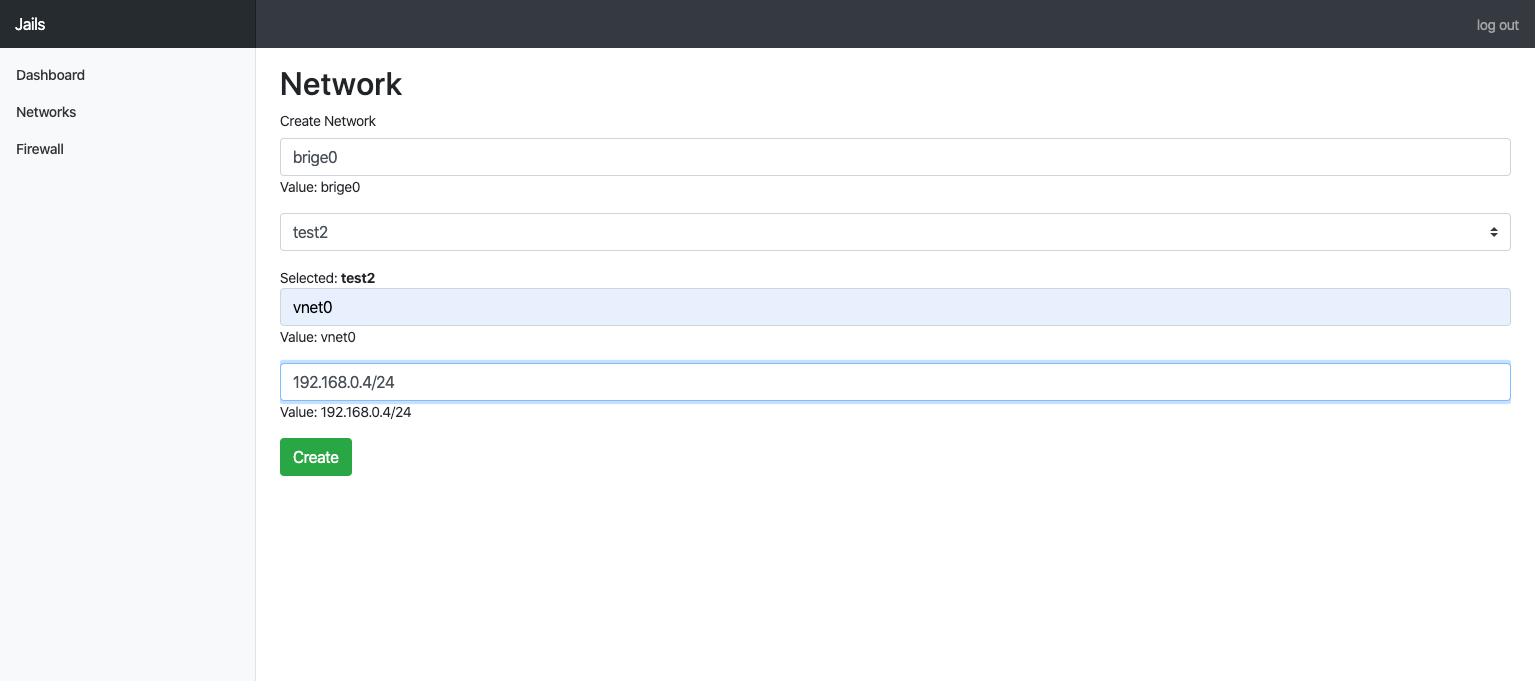 Jails
log out
Dashboard
Networks
Firewall
Network
Create Network
brige0
Value: brige0
test2
Selected: test2
vnet0
Value: vnet0
192.168.0.4/24
Value: 192.168.0.4/24
Create